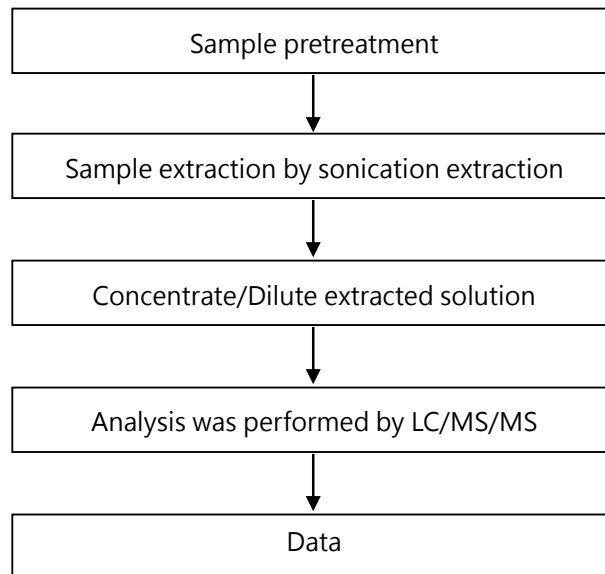 Sample pretreatment
Sample extraction by sonication extraction
Concentrate/Dilute extracted solution
Analysis was performed by LC/MS/MS
Data